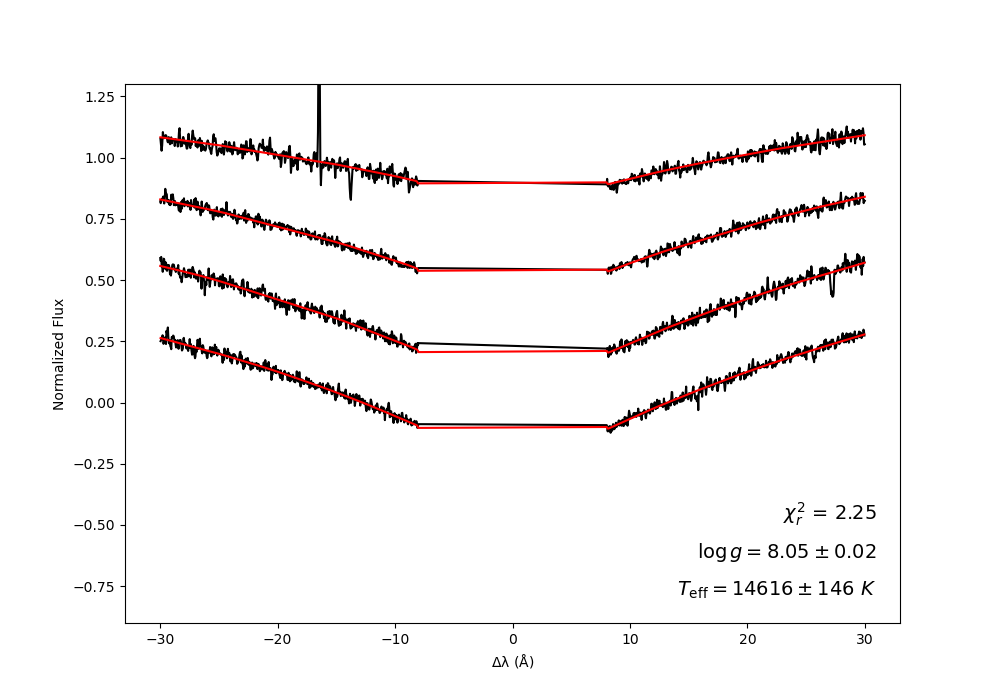 1.25
1.00
0.75
0.50
0.25
0.00
−0.25
−0.50
−0.75
Normalized Flux
χ²ᵣ = 2.25
log g = 8.05 ± 0.02
T_eff = 14616 ± 146 K
−30 −20 −10 0 10 20 30
Δλ (Å)